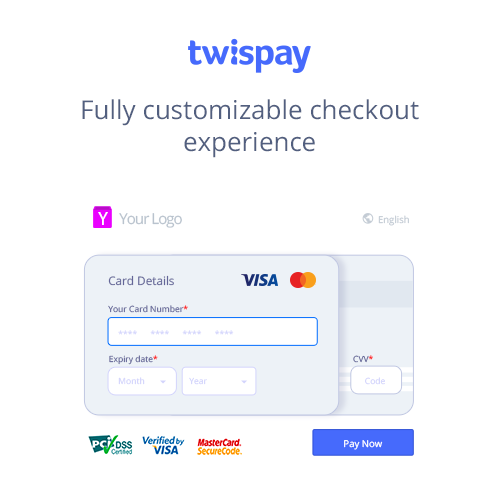 twispay
Fully customizable checkout
experience
Y Your Logo
English
Card Details
VISA
Your Card Number*
**** **** **** ****
Expiry date*
CVV*
Month
Year
Code
PCI DSS
Certified
Verified by
VISA
MasterCard.
SecureCode.
Pay Now